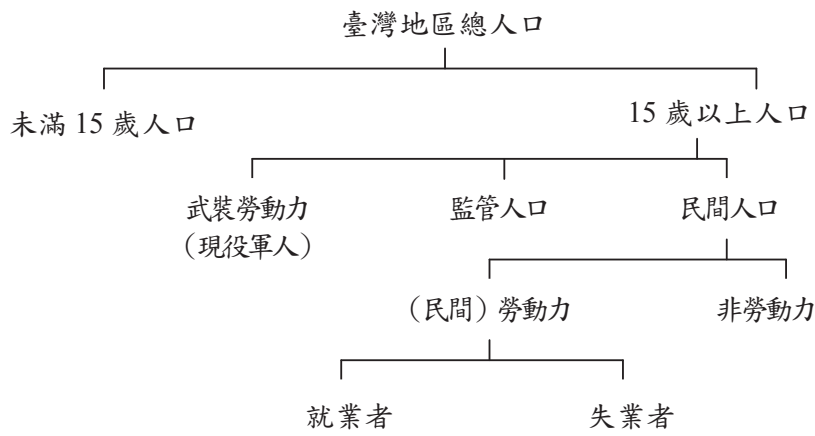 臺灣地區總人口
未滿 15 歲人口
15 歲以上人口
武裝勞動力
（現役軍人）
監管人口
民間人口
（民間）勞動力
非勞動力
就業者
失業者